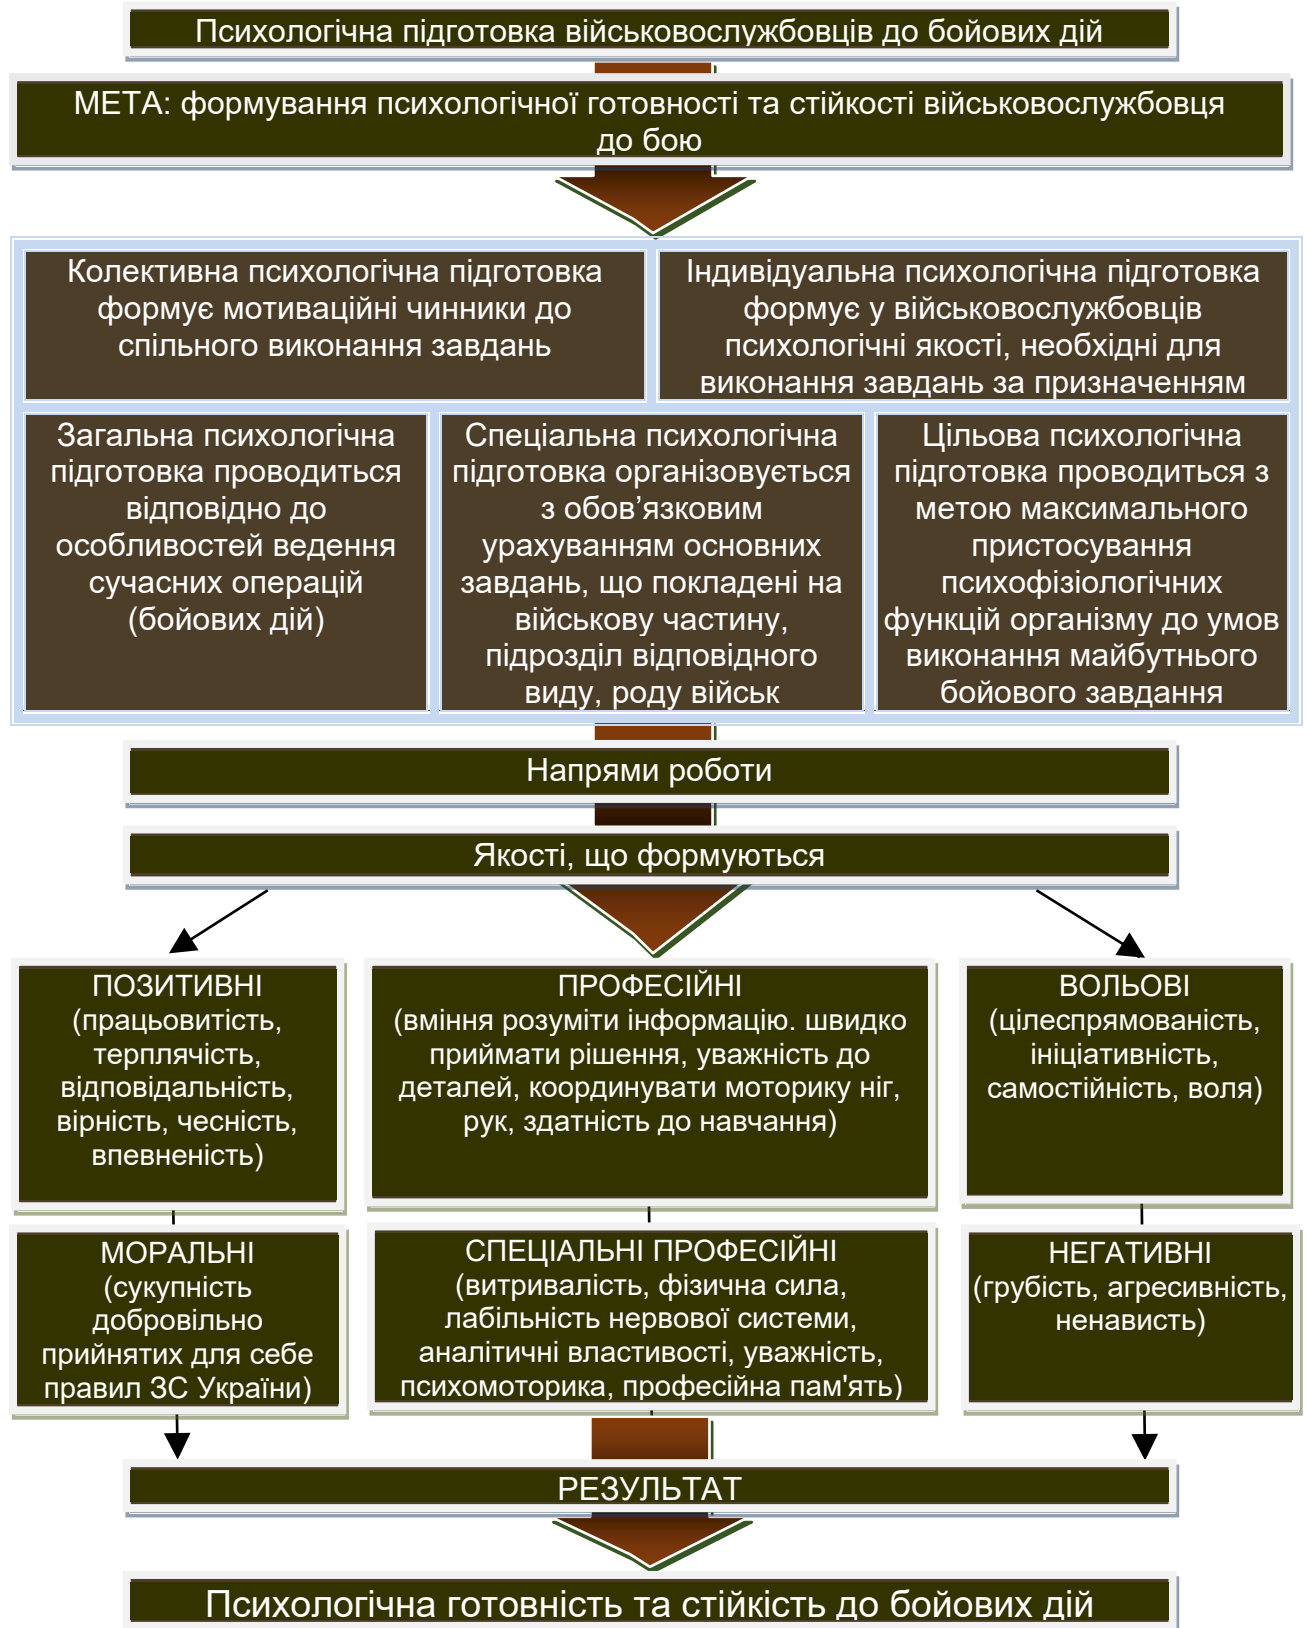 Психологічна підготовка військовослужбовців до бойових дій
МЕТА: формування психологічної готовності та стійкості військовослужбовця
до бою
Колективна психологічна підготовка
формує мотиваційні чинники до
спільного виконання завдань
Індивідуальна психологічна підготовка
формує у військовослужбовців
психологічні якості, необхідні для
виконання завдань за призначенням
Загальна психологічна
підготовка проводиться
відповідно до
особливостей ведення
сучасних операцій
(бойових дій)
Спеціальна психологічна
підготовка організовується
з обов’язковим
урахуванням основних
завдань, що покладені на
військову частину,
підрозділ відповідного
виду, роду військ
Цільова психологічна
підготовка проводиться з
метою максимального
пристосування
психофізіологічних
функцій організму до умов
виконання майбутнього
бойового завдання
Напрями роботи
Якості, що формуються
ПОЗИТИВНІ
(працьовитість,
терплячість,
відповідальність,
вірність, чесність,
впевненість)
ПРОФЕСІЙНІ
(вміння розуміти інформацію. швидко
приймати рішення, уважність до
деталей, координувати моторику ніг,
рук, здатність до навчання)
ВОЛЬОВІ
(цілеспрямованість,
ініціативність,
самостійність, воля)
МОРАЛЬНІ
(сукупність
добровільно
прийнятих для себе
правил ЗС України)
СПЕЦІАЛЬНІ ПРОФЕСІЙНІ
(витривалість, фізична сила,
лабільність нервової системи,
аналітичні властивості, уважність,
психомоторика, професійна пам'ять)
НЕГАТИВНІ
(грубість, агресивність,
ненависть)
РЕЗУЛЬТАТ
Психологічна готовність та стійкість до бойових дій